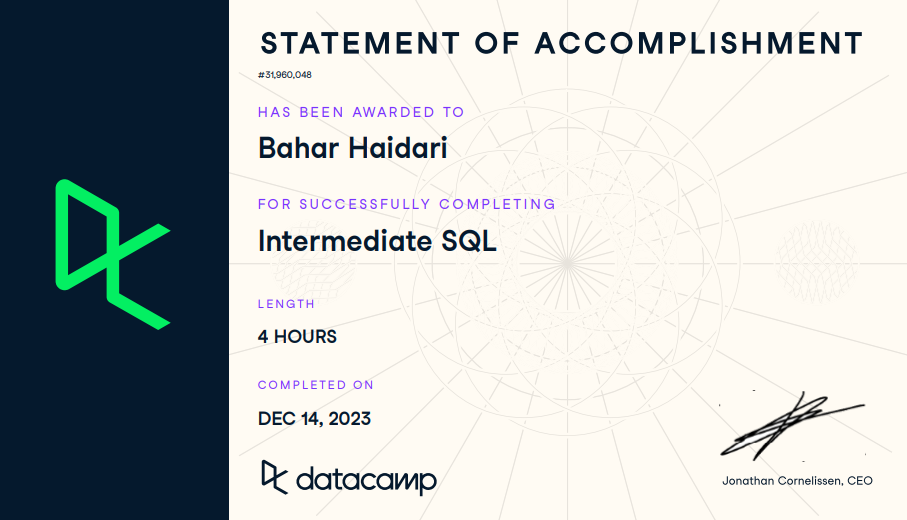 STATEMENT OF ACCOMPLISHMENT
#31,960,048
HAS BEEN AWARDED TO
Bahar Haidari
FOR SUCCESSFULLY COMPLETING
Intermediate SQL
LENGTH
4 HOURS
COMPLETED ON
DEC 14, 2023
datacamp
Jonathan Cornelissen, CEO